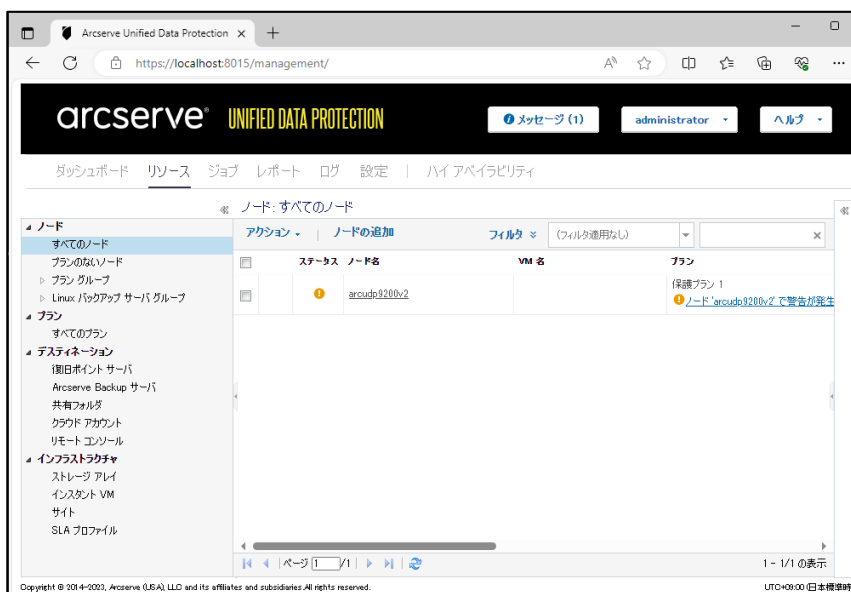 Arcserve Unified Data Protection
https://localhost:8015/management/
arcserve® UNIFIED DATA PROTECTION
メッセージ (1)
administrator
ヘルプ
ダッシュボード リソース ジョブ レポート ログ 設定 | ハイ アベイラビリティ
ノード: すべてのノード
ノード
すべてのノード
プランのないノード
プラン グループ
Linux バックアップ サーバ グループ
プラン
すべてのプラン
デスティネーション
復旧ポイント サーバ
Arcserve Backup サーバ
共有フォルダ
クラウド アカウント
リモート コンソール
インフラストラクチャ
ストレージ アレイ
インスタント VM
サイト
SLA プロファイル
アクション | ノードの追加
フィルタ (フィルタ適用なし)
ステータス ノード名 VM 名 プラン
arcudp9200v2
保護プラン 1
ノード 'arcudp9200v2' で警告が発生
ページ 1 /1
1 - 1/1 の表示
Copyright © 2014-2023, Arcserve (USA), LLC and its affiliates and subsidiaries.All rights reserved.
UTC+09:00 (日本標準時